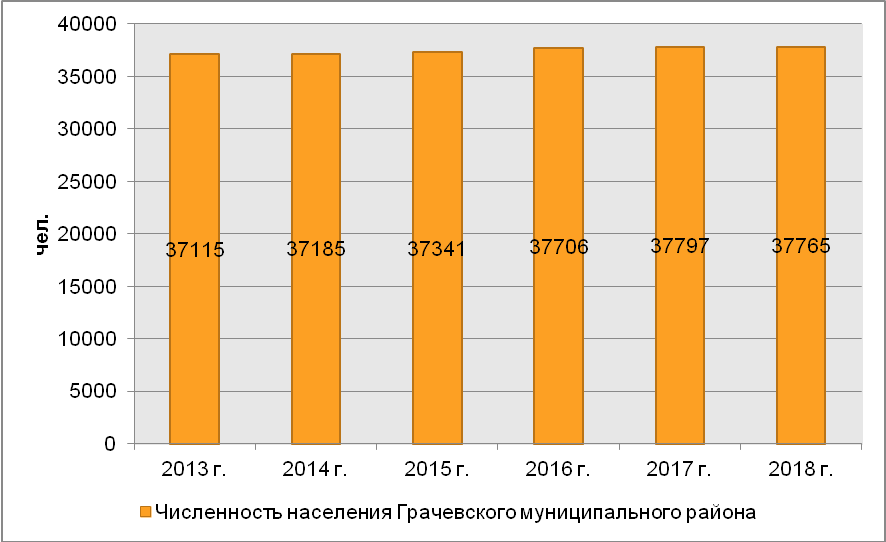 40000
35000
30000
25000
20000
15000
10000
5000
0
чел.
37115 37185 37341 37706 37797 37765
2013 г. 2014 г. 2015 г. 2016 г. 2017 г. 2018 г.
Численность населения Грачевского муниципального района